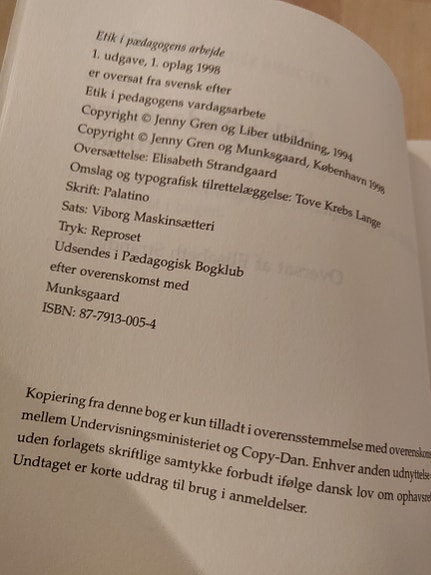 Etik i pædagogens arbejde
1. udgave, 1. oplag 1998
er oversat fra svensk efter
Etik i pedagogens vardagsarbete
Copyright © Jenny Gren og Liber utbildning, 1994
Copyright © Jenny Gren og Munksgaard, København 1998
Oversættelse: Elisabeth Strandgaard
Omslag og typografisk tilrettelæggelse: Tove Krebs Lange
Skrift: Palatino
Sats: Viborg Maskinsætteri
Tryk: Reproset
Udsendes i Pædagogisk Bogklub
efter overenskomst med
Munksgaard
ISBN: 87-7913-005-4
Kopiering fra denne bog er kun tilladt i overensstemmelse med overenskom
mellem Undervisningsministeriet og Copy-Dan. Enhver anden udnyttelse
uden forlagets skriftlige samtykke forbudt ifølge dansk lov om ophavsre
Undtaget er korte uddrag til brug i anmeldelser.